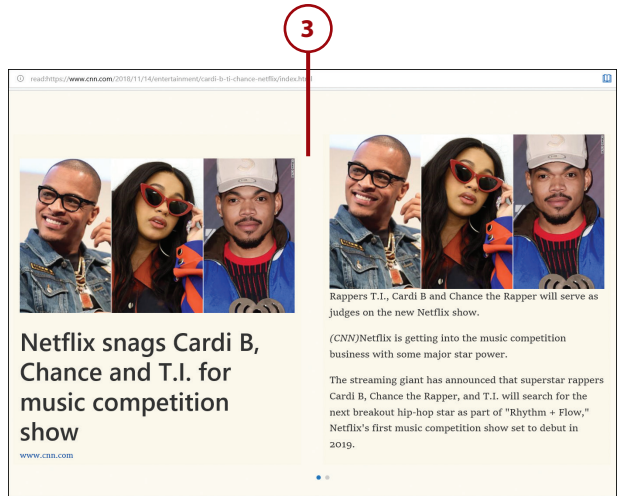 3
read:https://www.cnn.com/2018/11/14/entertainment/cardi-b-ti-chance-netflix/index.html
Netflix snags Cardi B,
Chance and T.I. for
music competition
show
www.cnn.com
Rappers T.I., Cardi B and Chance the Rapper will serve as
judges on the new Netflix show.
(CNN)Netflix is getting into the music competition
business with some major star power.
The streaming giant has announced that superstar rappers
Cardi B, Chance the Rapper, and T.I. will search for the
next breakout hip-hop star as part of "Rhythm + Flow,"
Netflix's first music competition show set to debut in
2019.